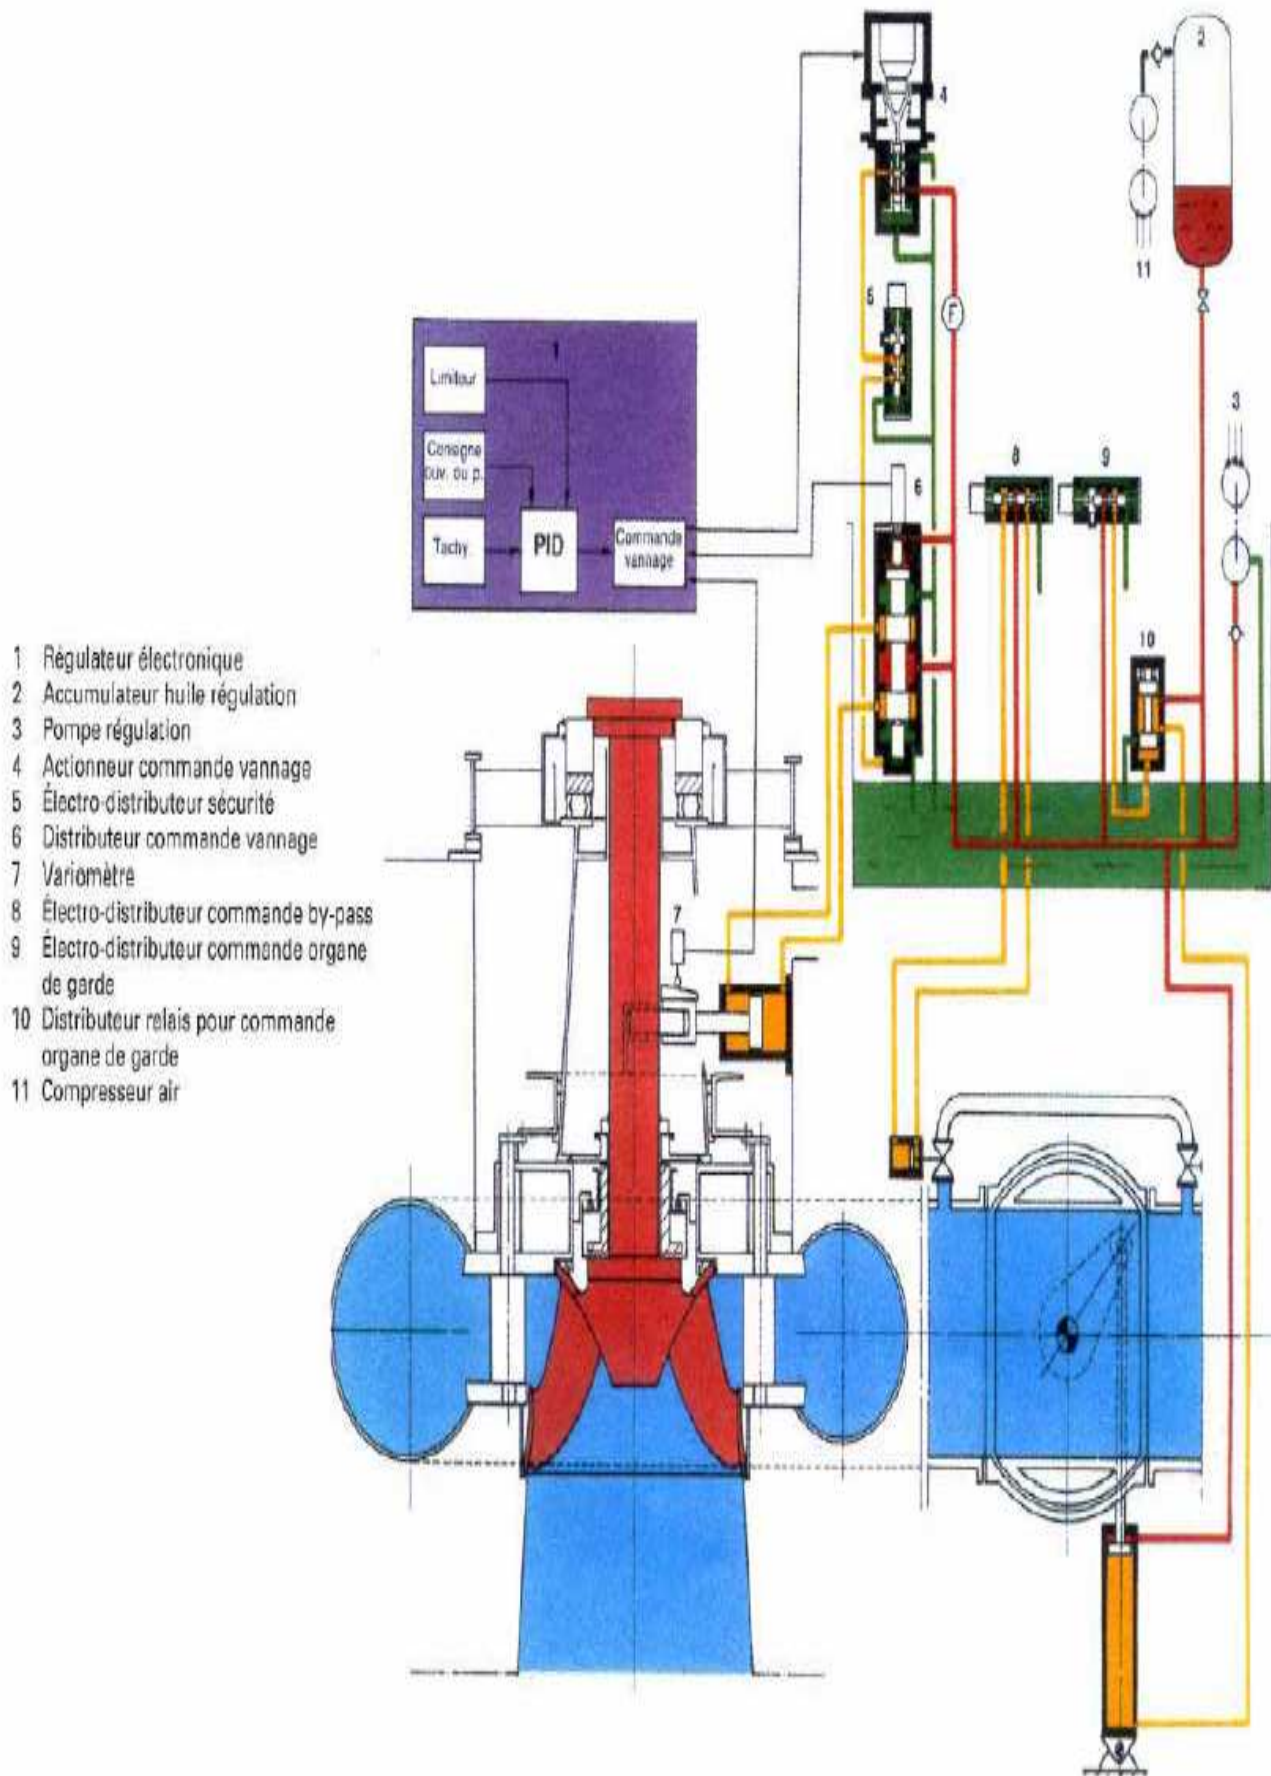 2
4
11
5
F
1
Limiteur
Consigne
ouv. ou p.
Tachy
PID
Commande
vannage
6
8
9
3
10
7
1 Régulateur électronique
2 Accumulateur huile régulation
3 Pompe régulation
4 Actionneur commande vannage
5 Électro-distributeur sécurité
6 Distributeur commande vannage
7 Variomètre
8 Électro-distributeur commande by-pass
9 Électro-distributeur commande organe
de garde
10 Distributeur relais pour commande
organe de garde
11 Compresseur air